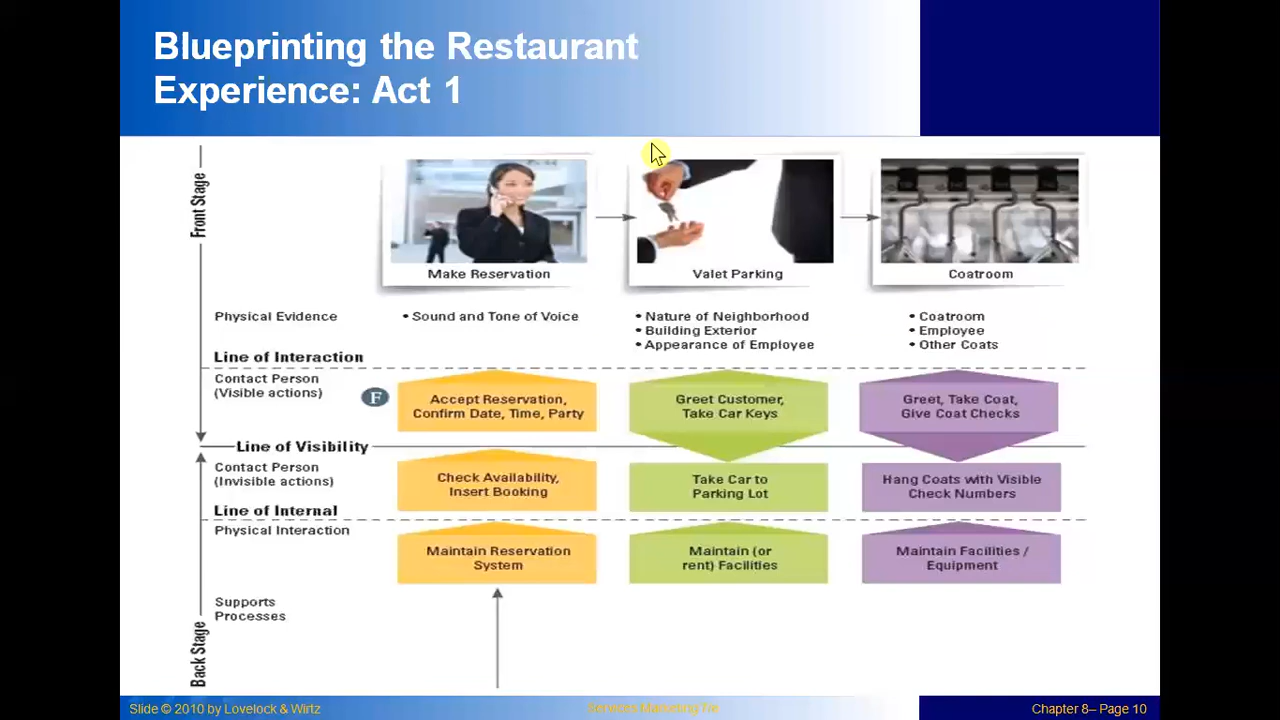 Blueprinting the Restaurant
Experience: Act 1
Front Stage
Make Reservation
Valet Parking
Coatroom
Physical Evidence
• Sound and Tone of Voice
• Nature of Neighborhood
• Building Exterior
• Appearance of Employee
• Coatroom
• Employee
• Other Coats
Line of Interaction
Contact Person
(Visible actions)
F
Accept Reservation,
Confirm Date, Time, Party
Greet Customer,
Take Car Keys
Greet, Take Coat,
Give Coat Checks
Line of Visibility
Contact Person
(Invisible actions)
Check Availability,
Insert Booking
Take Car to
Parking Lot
Hang Coats with Visible
Check Numbers
Line of Internal
Physical Interaction
Maintain Reservation
System
Maintain (or
rent) Facilities
Maintain Facilities /
Equipment
Supports
Processes
Back Stage
Slide © 2010 by Lovelock & Wirtz
Services Marketing 7/e
Chapter 8– Page 10